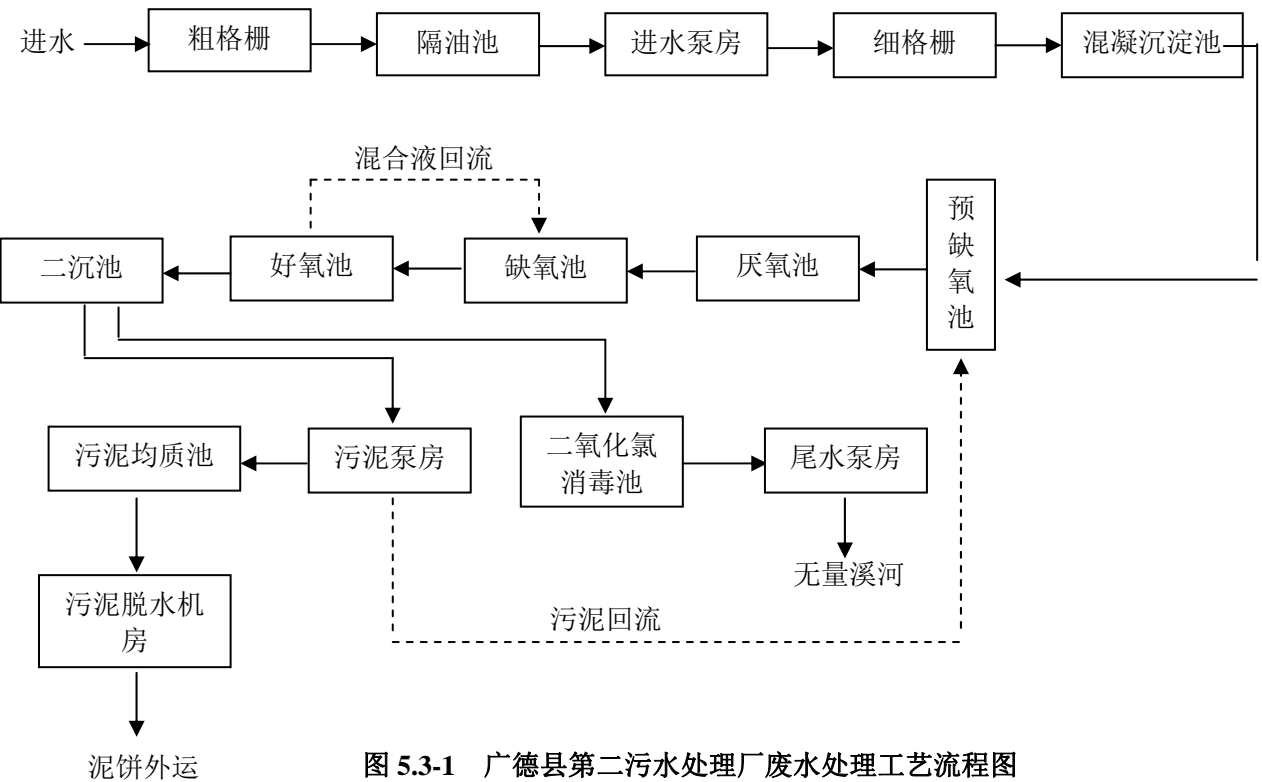 进水
粗格栅
隔油池
进水泵房
细格栅
混凝沉淀池
混合液回流
预
缺
氧
池
二沉池
好氧池
缺氧池
厌氧池
污泥均质池
污泥泵房
二氧化氯
消毒池
尾水泵房
无量溪河
污泥脱水机
房
污泥回流
泥饼外运
图 5.3-1 广德县第二污水处理厂废水处理工艺流程图